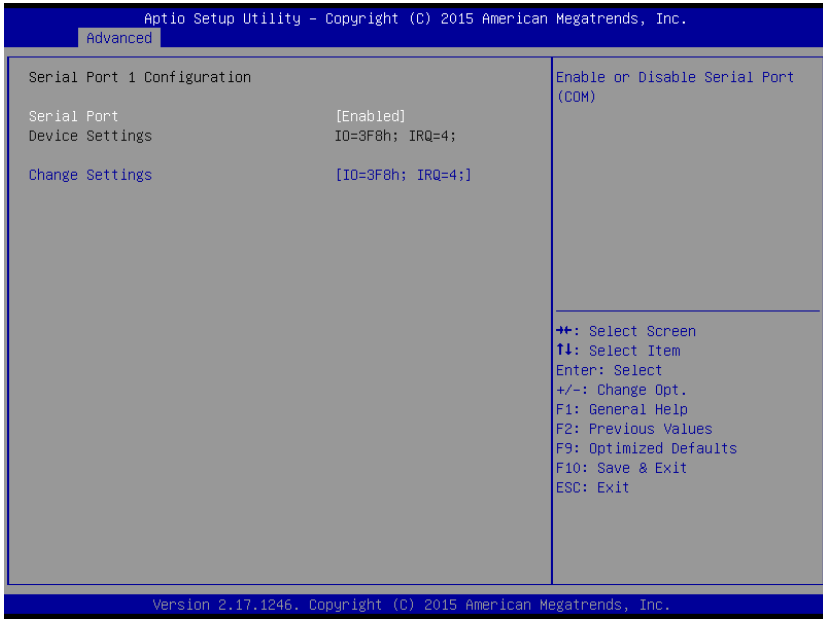 Aptio Setup Utility – Copyright (C) 2015 American Megatrends, Inc.
Advanced
Serial Port 1 Configuration
Serial Port [Enabled]
Device Settings IO=3F8h; IRQ=4;
Change Settings [IO=3F8h; IRQ=4;]
Enable or Disable Serial Port
(COM)
→←: Select Screen
↑↓: Select Item
Enter: Select
+/-: Change Opt.
F1: General Help
F2: Previous Values
F9: Optimized Defaults
F10: Save & Exit
ESC: Exit
Version 2.17.1246. Copyright (C) 2015 American Megatrends, Inc.